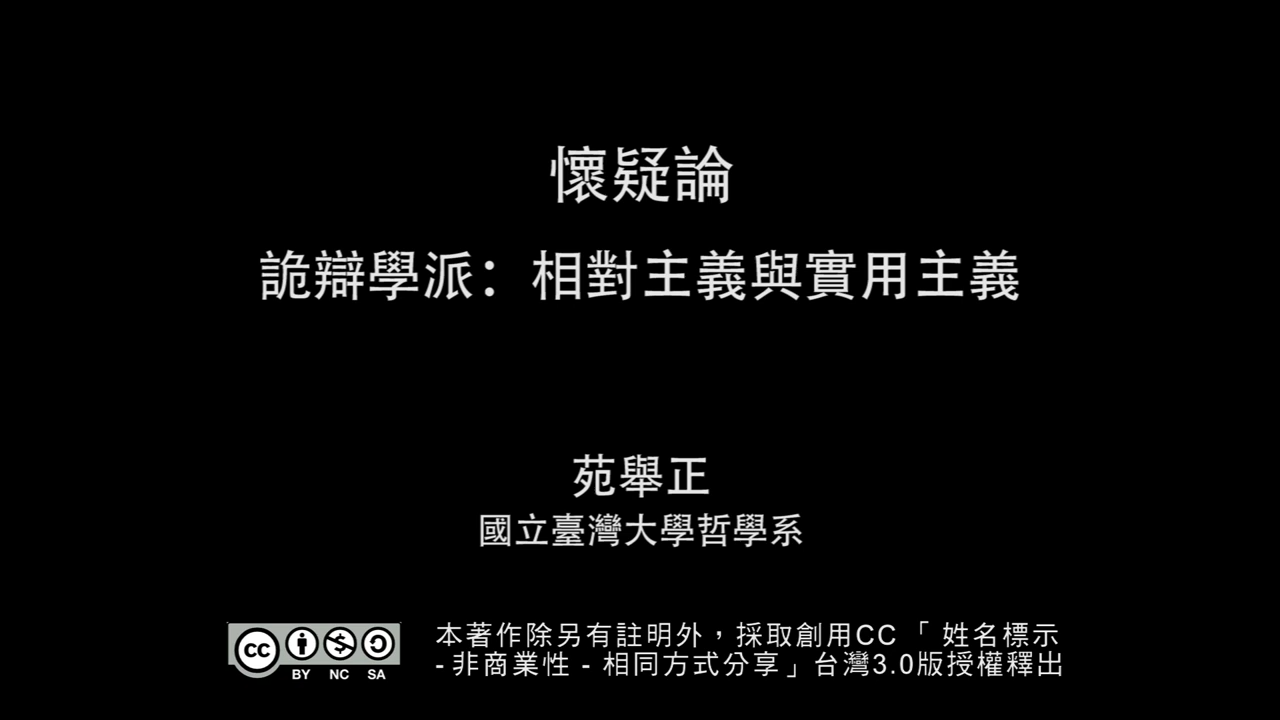 懷疑論
詭辯學派：相對主義與實用主義
苑舉正
國立臺灣大學哲學系
本著作除另有註明外，採取創用CC「 姓名標示
- 非商業性 - 相同方式分享」台灣3.0版授權釋出
cc BY NC SA